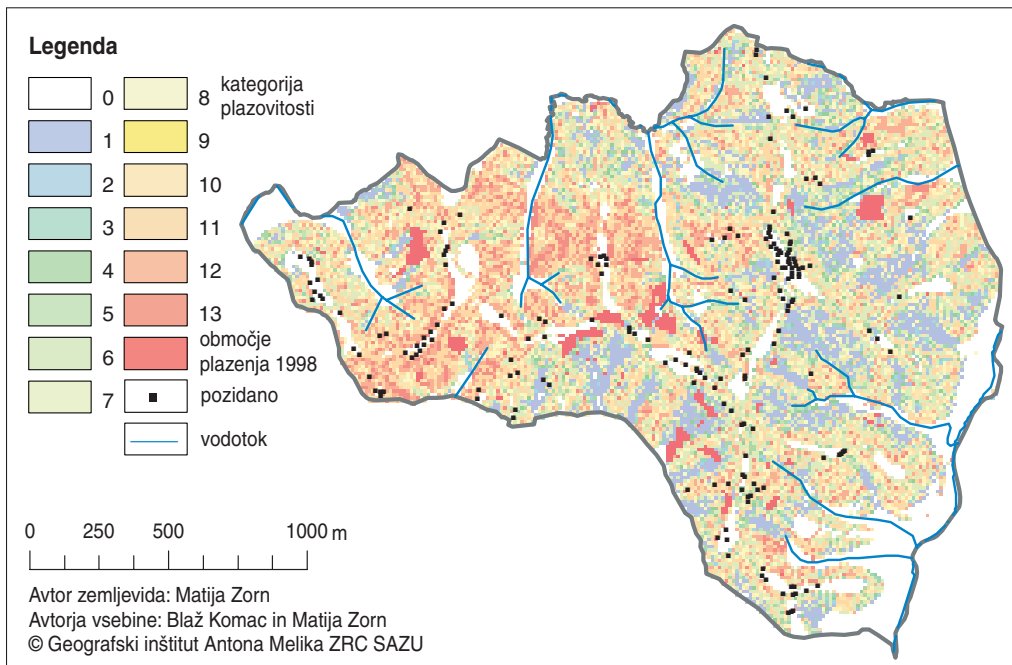 Legenda
0
1
2
3
4
5
6
7
8 kategorija
plazovitosti
9
10
11
12
13
območje
plazenja 1998
pozidano
vodotok
0 250 500 1000 m
Avtor zemljevida: Matija Zorn
Avtorja vsebine: Blaž Komac in Matija Zorn
© Geografski inštitut Antona Melika ZRC SAZU